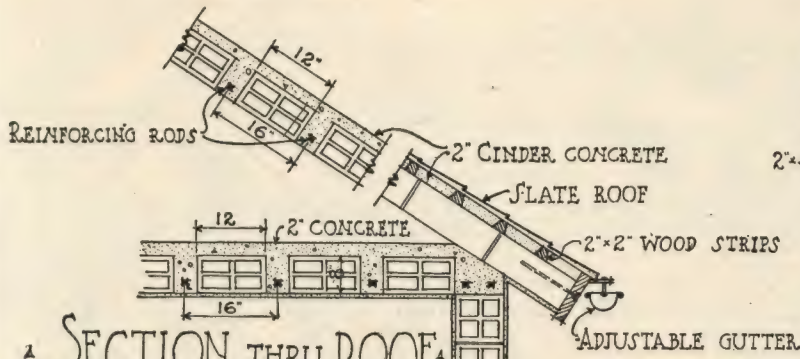 12"
REINFORCING RODS
16"
2" CINDER CONCRETE
SLATE ROOF
2"×2" WOOD STRIPS
12
2" CONCRETE
16"
ADJUSTABLE GUTTER
SECTION THRU ROOF